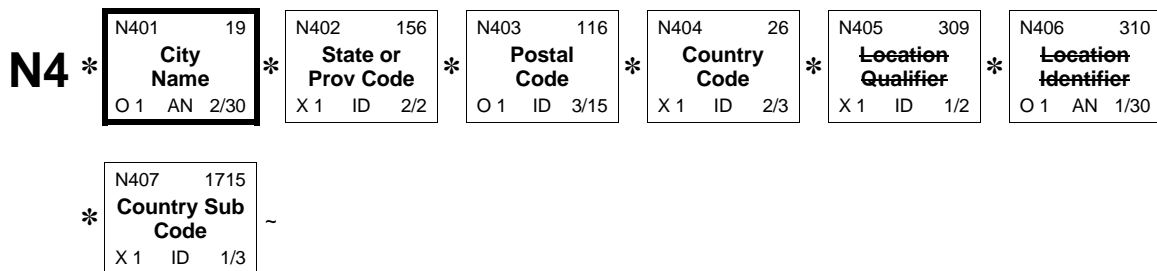 N401 19 N402 156 N403 116 N404 26 N405 309 N406 310
N4 * City Name * State or Prov Code * Postal Code * Country Code * Location Qualifier * Location Identifier
O 1 AN 2/30 X 1 ID 2/2 O 1 ID 3/15 X 1 ID 2/3 X 1 ID 1/2 O 1 AN 1/30
N407 1715
* Country Sub ~
Code
X 1 ID 1/3